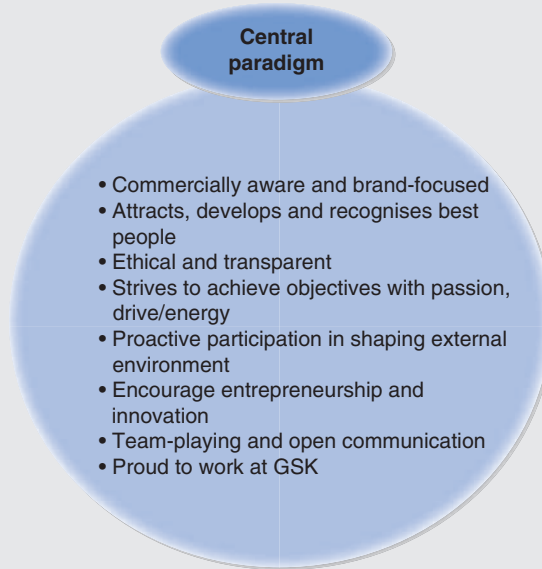 Central
paradigm
• Commercially aware and brand-focused
• Attracts, develops and recognises best
people
• Ethical and transparent
• Strives to achieve objectives with passion,
drive/energy
• Proactive participation in shaping external
environment
• Encourage entrepreneurship and
innovation
• Team-playing and open communication
• Proud to work at GSK